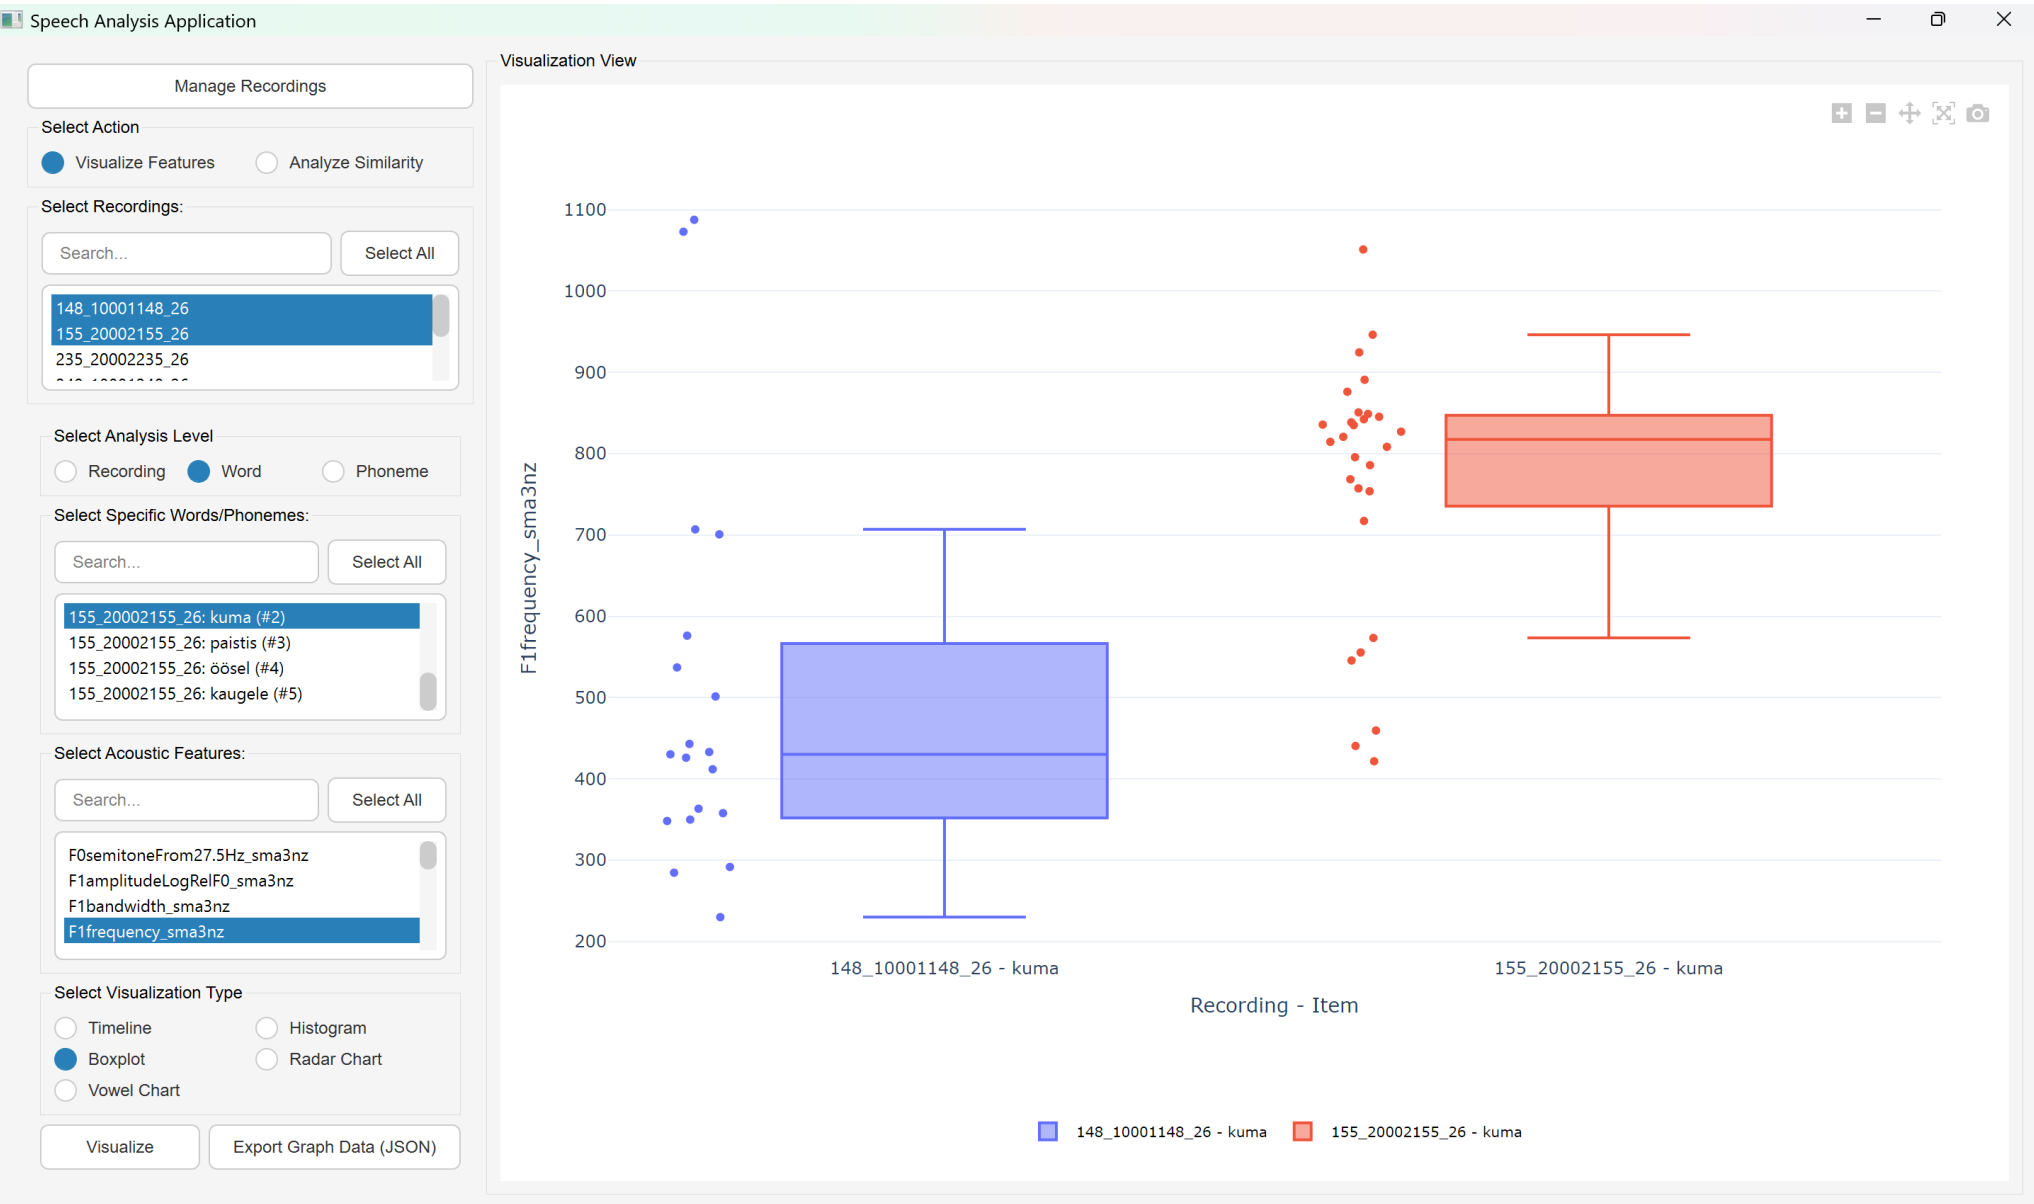 Speech Analysis Application
Manage Recordings
Select Action
Visualize Features
Analyze Similarity
Select Recordings:
Search...
Select All
148_10001148_26
155_20002155_26
235_20002235_26
Select Analysis Level
Recording
Word
Phoneme
Select Specific Words/Phonemes:
Search...
Select All
155_20002155_26: kuma (#2)
155_20002155_26: paistis (#3)
155_20002155_26: öösel (#4)
155_20002155_26: kaugele (#5)
Select Acoustic Features:
Search...
Select All
F0semitoneFrom27.5Hz_sma3nz
F1amplitudeLogRelF0_sma3nz
F1bandwidth_sma3nz
F1frequency_sma3nz
Select Visualization Type
Timeline
Histogram
Boxplot
Radar Chart
Vowel Chart
Visualize
Export Graph Data (JSON)
Visualization View
1100
1000
900
800
700
600
500
400
300
200
F1frequency_sma3nz
148_10001148_26 - kuma
155_20002155_26 - kuma
Recording - Item
148_10001148_26 - kuma
155_20002155_26 - kuma